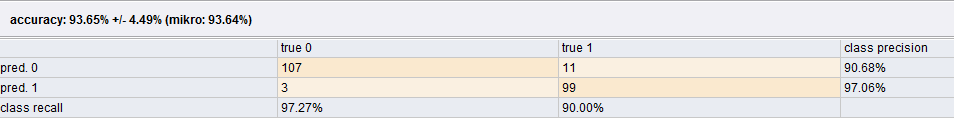 accuracy: 93.65% +/- 4.49% (mikro: 93.64%)
true 0 true 1 class precision
pred. 0 107 11 90.68%
pred. 1 3 99 97.06%
class recall 97.27% 90.00%